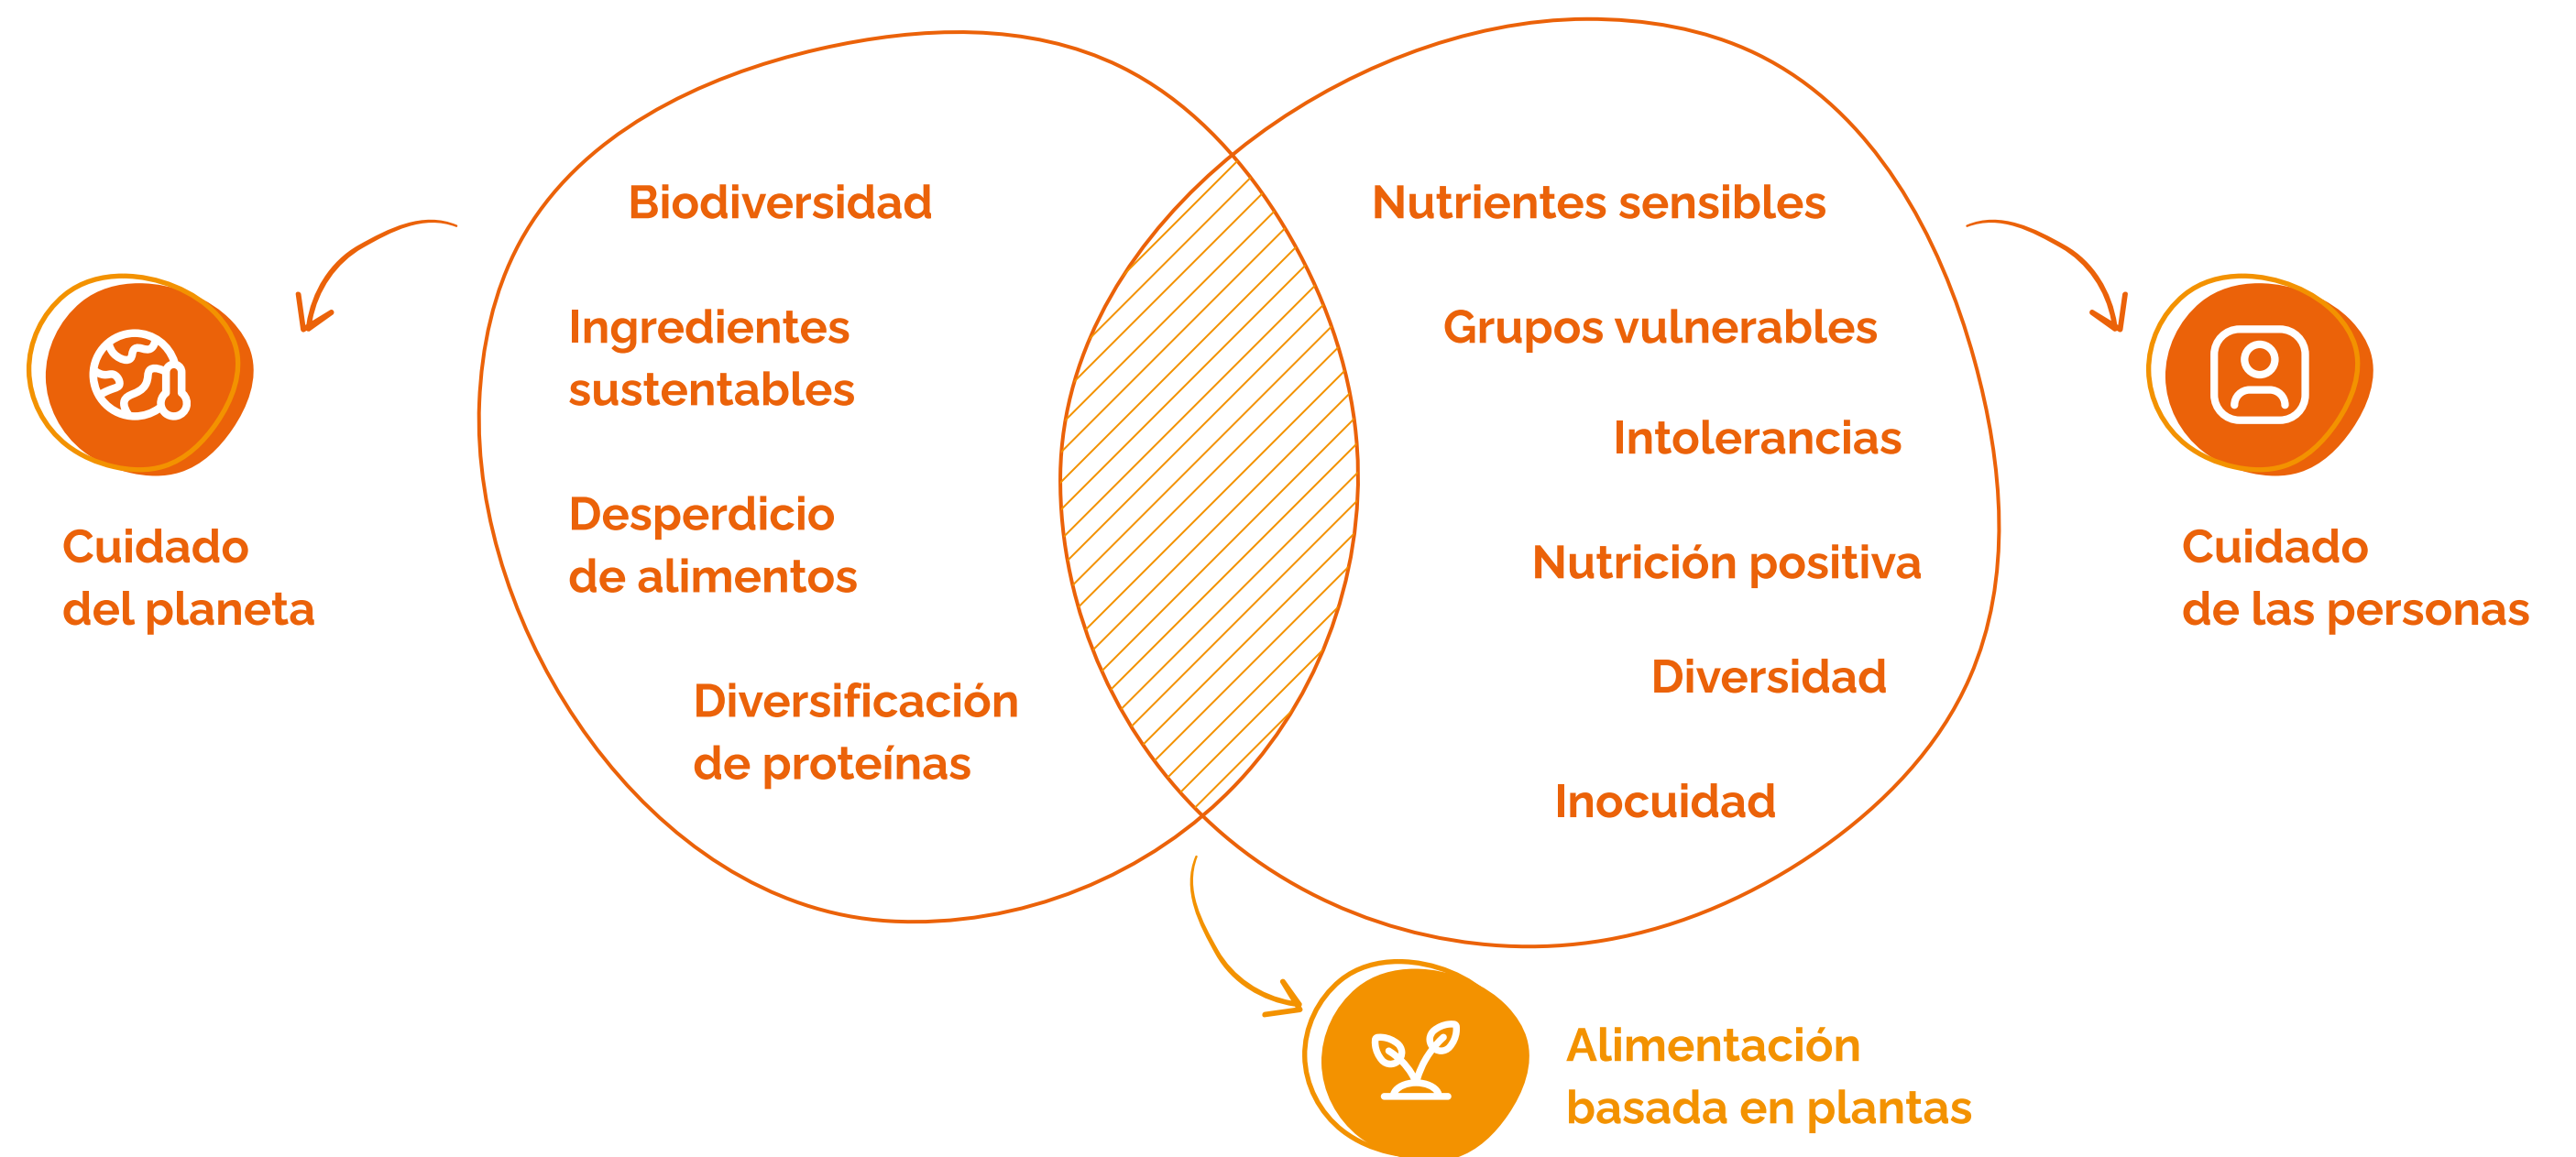 Biodiversidad
Ingredientes
sustentables
Desperdicio
de alimentos
Diversificación
de proteínas
Nutrientes sensibles
Grupos vulnerables
Intolerancias
Nutrición positiva
Diversidad
Inocuidad
Cuidado
del planeta
Cuidado
de las personas
Alimentación
basada en plantas